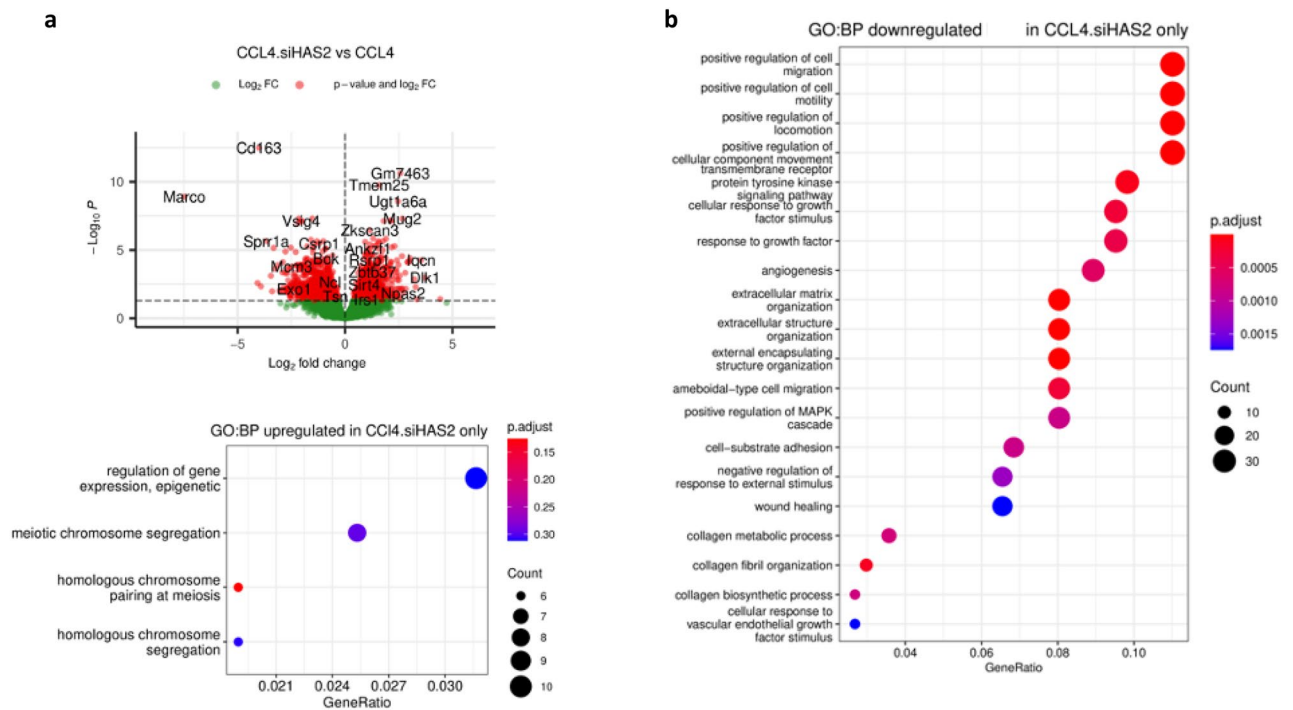 a
CCL4.siHAS2 vs CCL4
Log2 FC
p−value and log2 FC
Cd163
Gm7463
10
Tmem25
Marco
Ugt1a6a
−Log10 P
Vsig4
Mug2
Zkscan3
Sprr1a
Csrp1
5
Ankzf1
Bok
Rsrp1
Iqcn
Mcm3
Zbtb37
Dlk1
Ncl
Sirt4
Exo1
Npas2
Tsn
Irs1
0
−5
0
5
Log2 fold change
GO:BP upregulated in CCl4.siHAS2 only
regulation of gene
expression, epigenetic
meiotic chromosome segregation
homologous chromosome
pairing at meiosis
homologous chromosome
segregation
0.021
0.024
0.027
0.030
GeneRatio
p.adjust
0.15
0.20
0.25
0.30
Count
6
7
8
9
10
b
GO:BP downregulated in CCL4.siHAS2 only
positive regulation of cell
migration
positive regulation of cell
motility
positive regulation of
locomotion
positive regulation of
cellular component movement
transmembrane receptor
protein tyrosine kinase
signaling pathway
cellular response to growth
factor stimulus
response to growth factor
angiogenesis
extracellular matrix
organization
extracellular structure
organization
external encapsulating
structure organization
ameboidal−type cell migration
positive regulation of MAPK
cascade
cell−substrate adhesion
negative regulation of
response to external stimulus
wound healing
collagen metabolic process
collagen fibril organization
collagen biosynthetic process
cellular response to
vascular endothelial growth
factor stimulus
0.04
0.06
0.08
0.10
GeneRatio
p.adjust
0.0005
0.0010
0.0015
Count
10
20
30